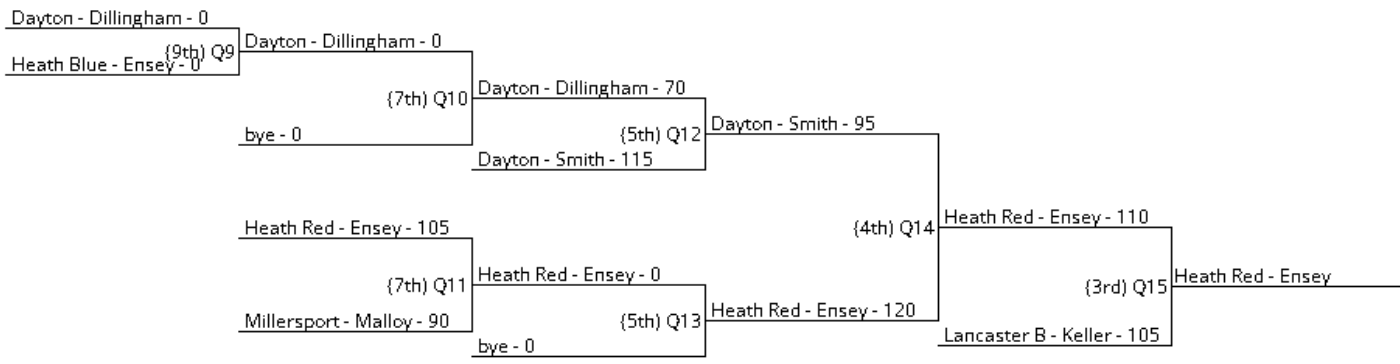 Dayton - Dillingham - 0
{9th) Q9
Heath Blue - Ensey - 0
Dayton - Dillingham - 0
{7th) Q10
bye - 0
Dayton - Dillingham - 70
{5th) Q12
Dayton - Smith - 115
Dayton - Smith - 95
Heath Red - Ensey - 105
{7th) Q11
Millersport - Malloy - 90
Heath Red - Ensey - 0
{5th) Q13
bye - 0
Heath Red - Ensey - 120
{4th) Q14
Heath Red - Ensey - 110
{3rd) Q15
Lancaster B - Keller - 105
Heath Red - Ensey